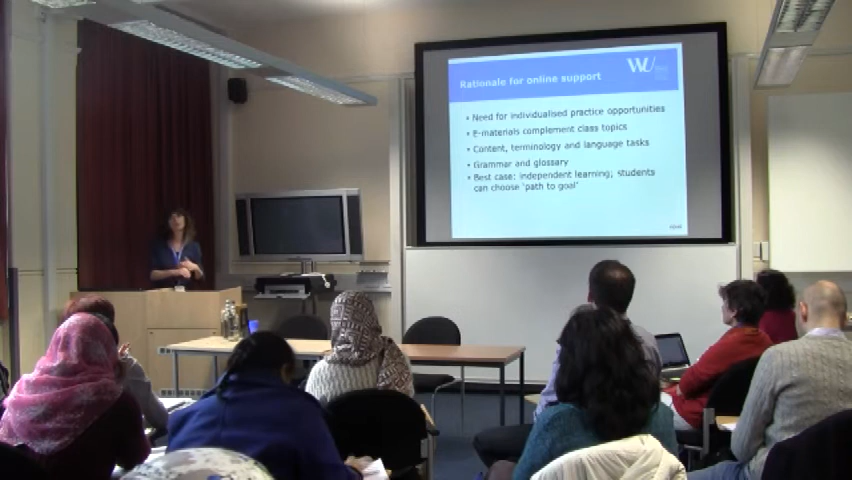 Rationale for online support
WU
• Need for individualised practice opportunities
• E-materials complement class topics
• Content, terminology and language tasks
• Grammar and glossary
• Best case: independent learning; students
can choose 'path to goal'